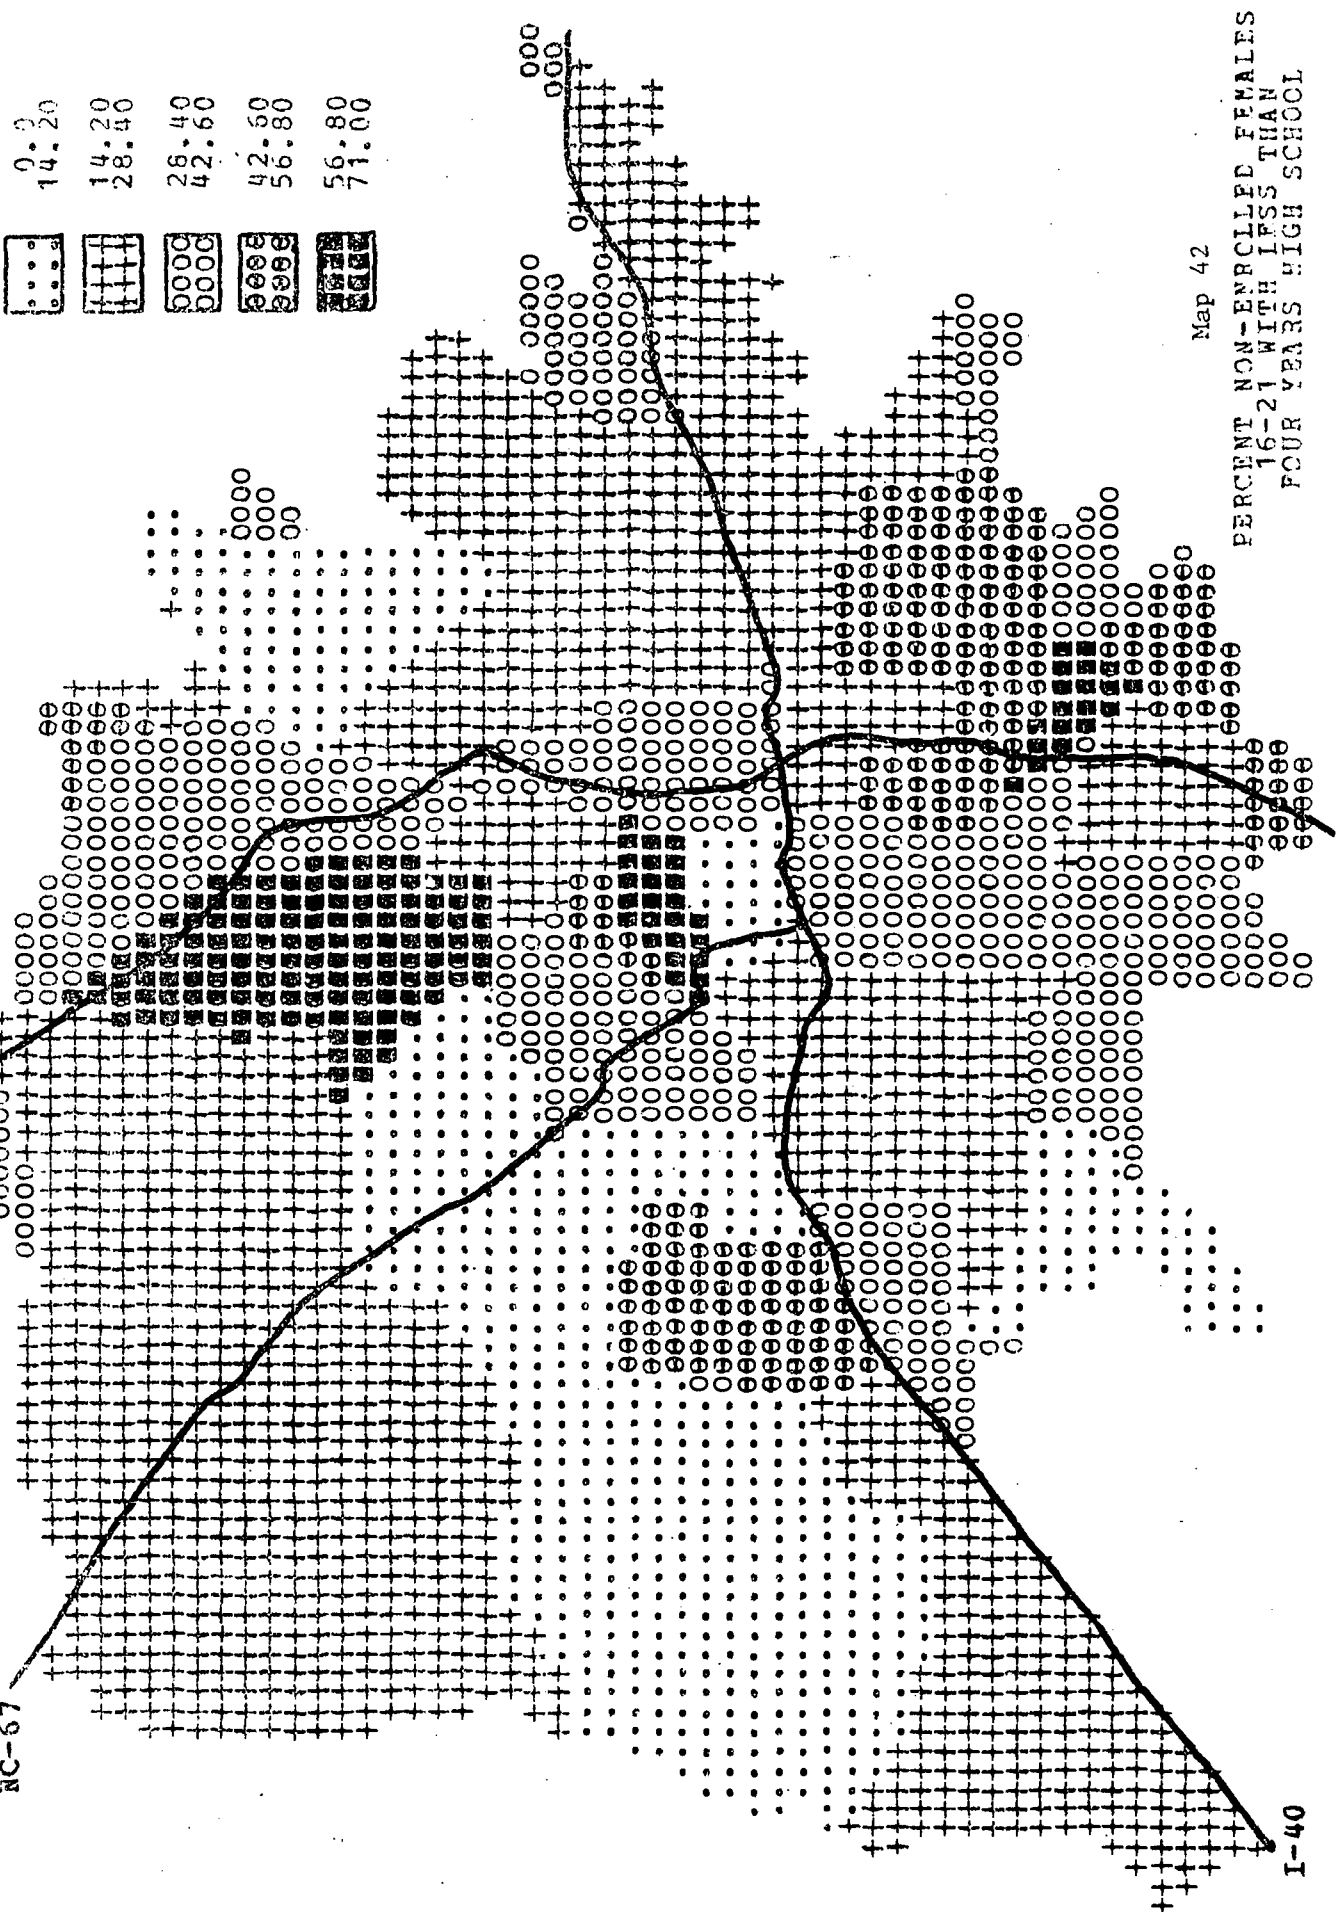 0.0
14.20
14.20
28.40
28.40
42.60
42.60
56.80
56.80
71.00
NC-67
I-40
Map 42
PERCENT NON-ENROLLED FEMALES
16-21 WITH LESS THAN
FOUR YEARS HIGH SCHOOL